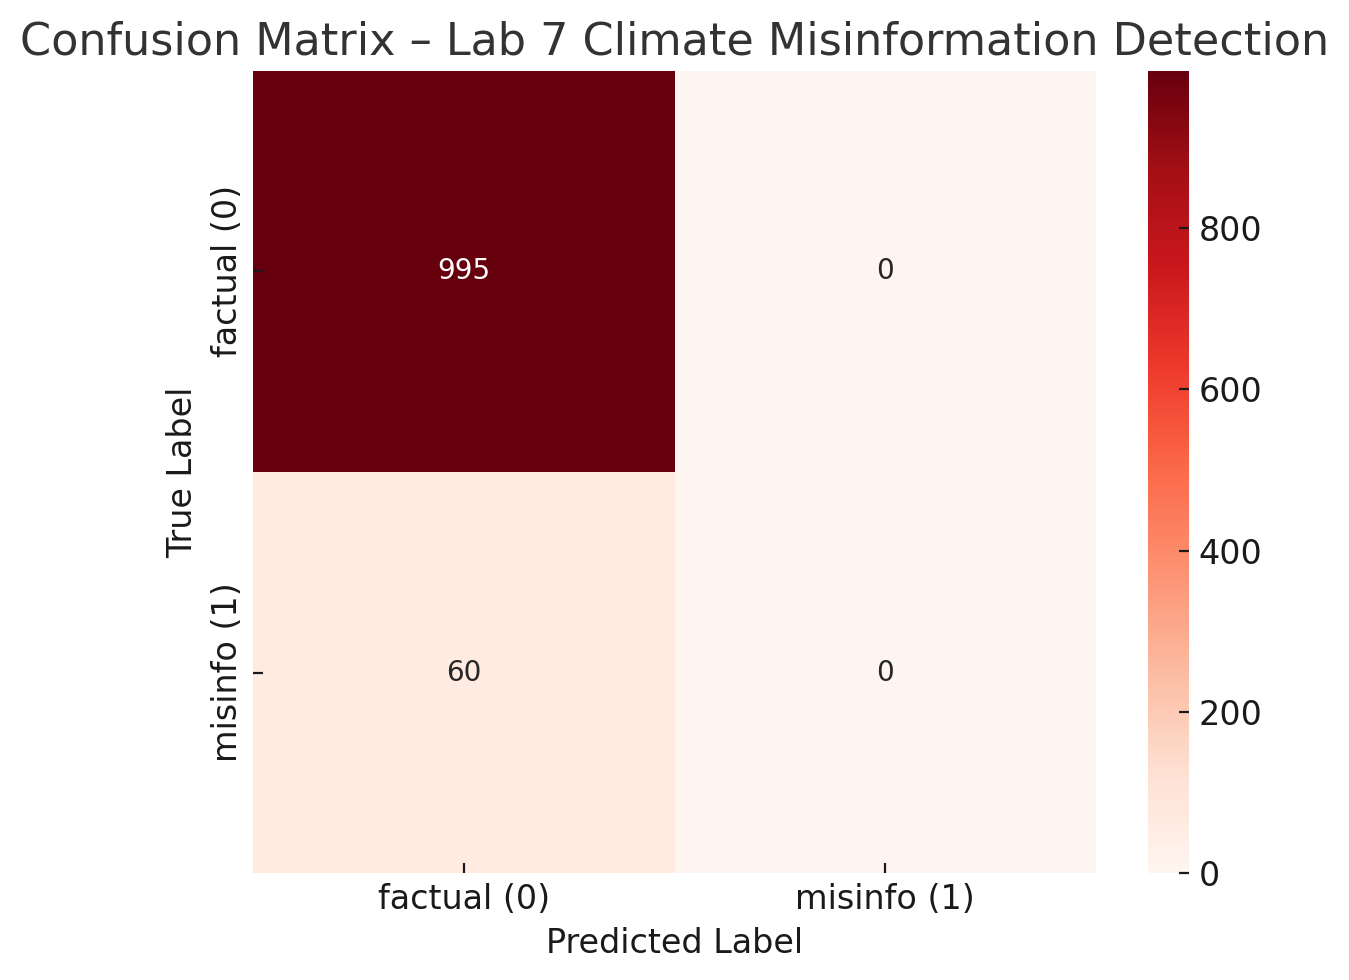 Confusion Matrix – Lab 7 Climate Misinformation Detection
True Label
factual (0)
misinfo (1)
995
0
60
0
factual (0)
misinfo (1)
Predicted Label
800
600
400
200
0